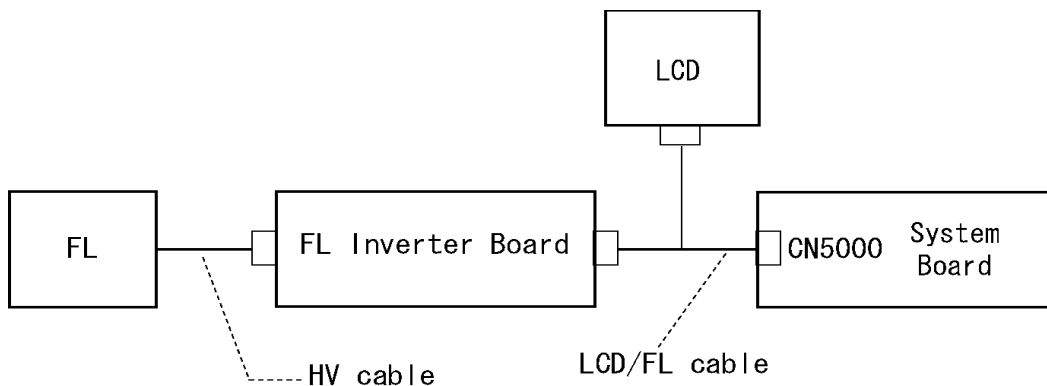 LCD
FL
FL Inverter Board
CN5000
System
Board
HV cable
LCD/FL cable